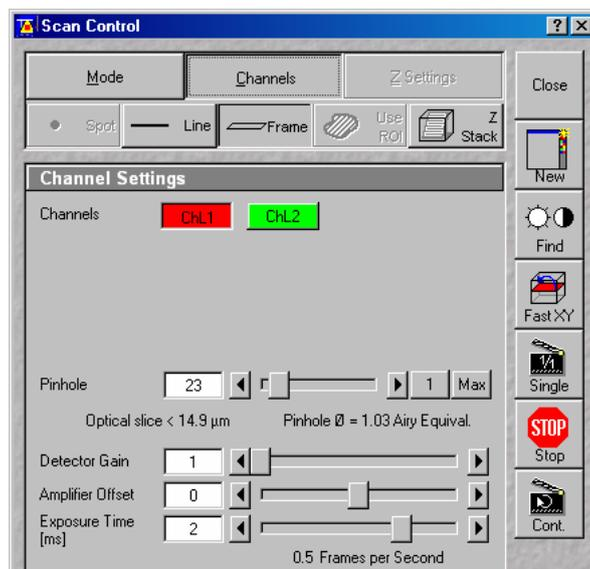 Scan Control
Mode Channels Z Settings Close
Spot Line Frame Use ROI Z Stack
New
Channel Settings
Channels ChL1 ChL2
Find
Fast XY
1/1
Pinhole 23 1 Max Single
Optical slice < 14.9 µm Pinhole Ø = 1.03 Airy Equival.
STOP
Detector Gain 1 Stop
Amplifier Offset 0
Exposure Time [ms] 2 Cont.
0.5 Frames per Second